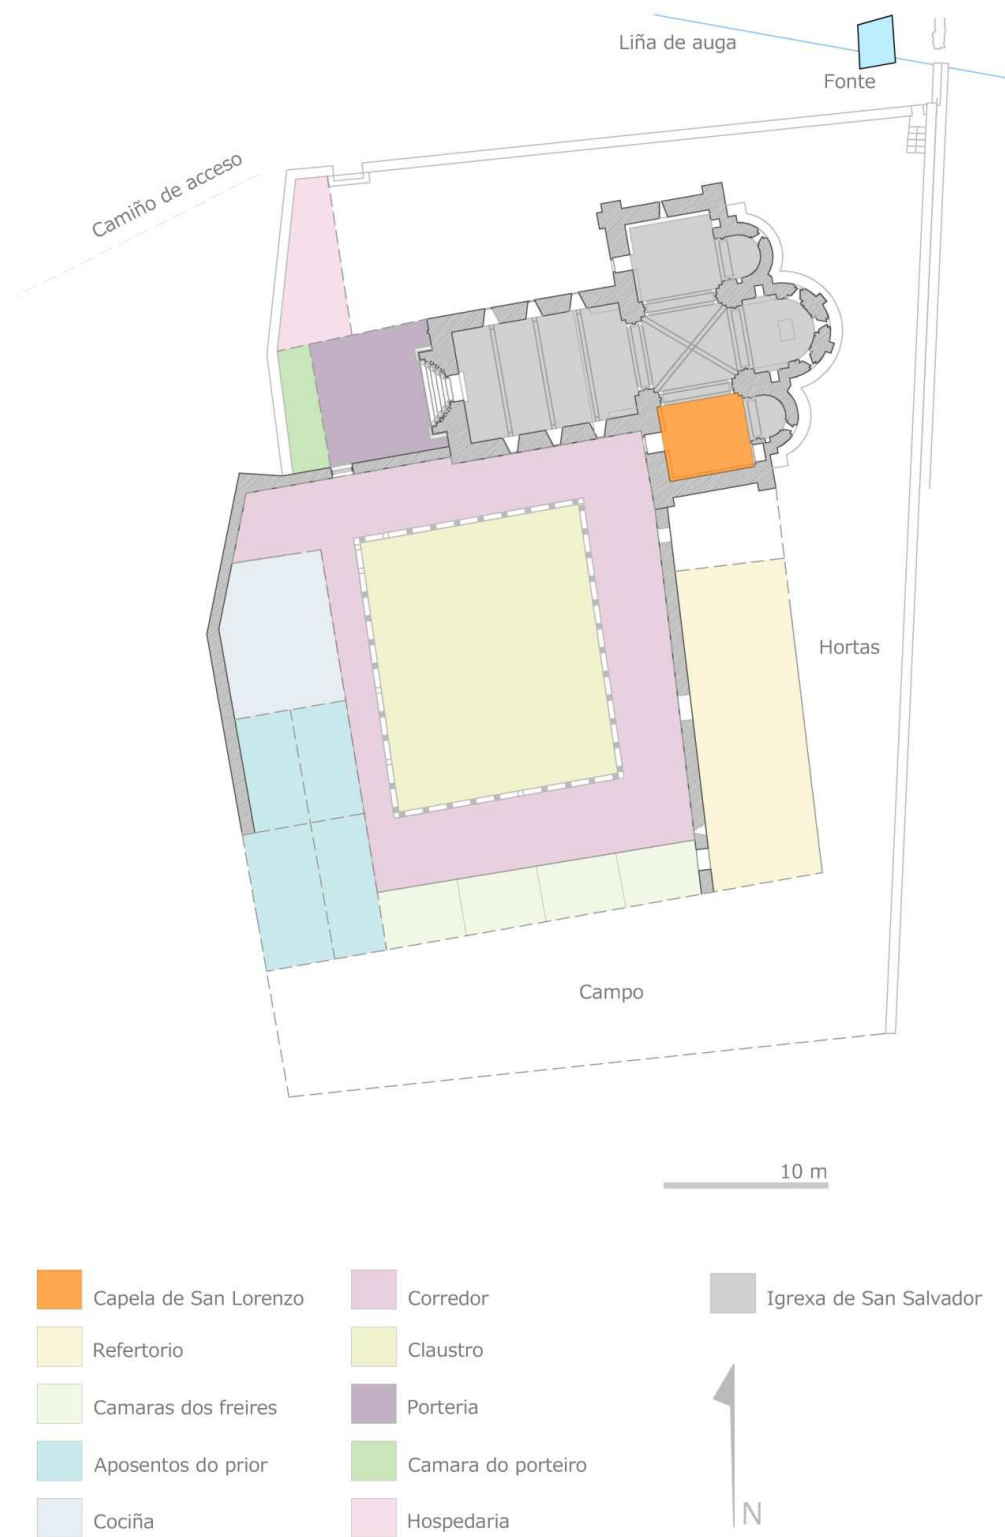 Liña de auga
Fonte
Camiño de acceso
Hortas
Campo
10 m
Capela de San Lorenzo
Refertorio
Camaras dos freires
Aposentos do prior
Cociña
Corredor
Claustro
Porteria
Camara do porteiro
Hospedaria
Igrexa de San Salvador
N